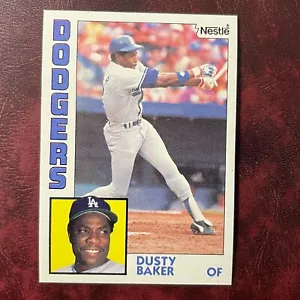 Nestlé
DODGERS
LA
DUSTY
BAKER
OF